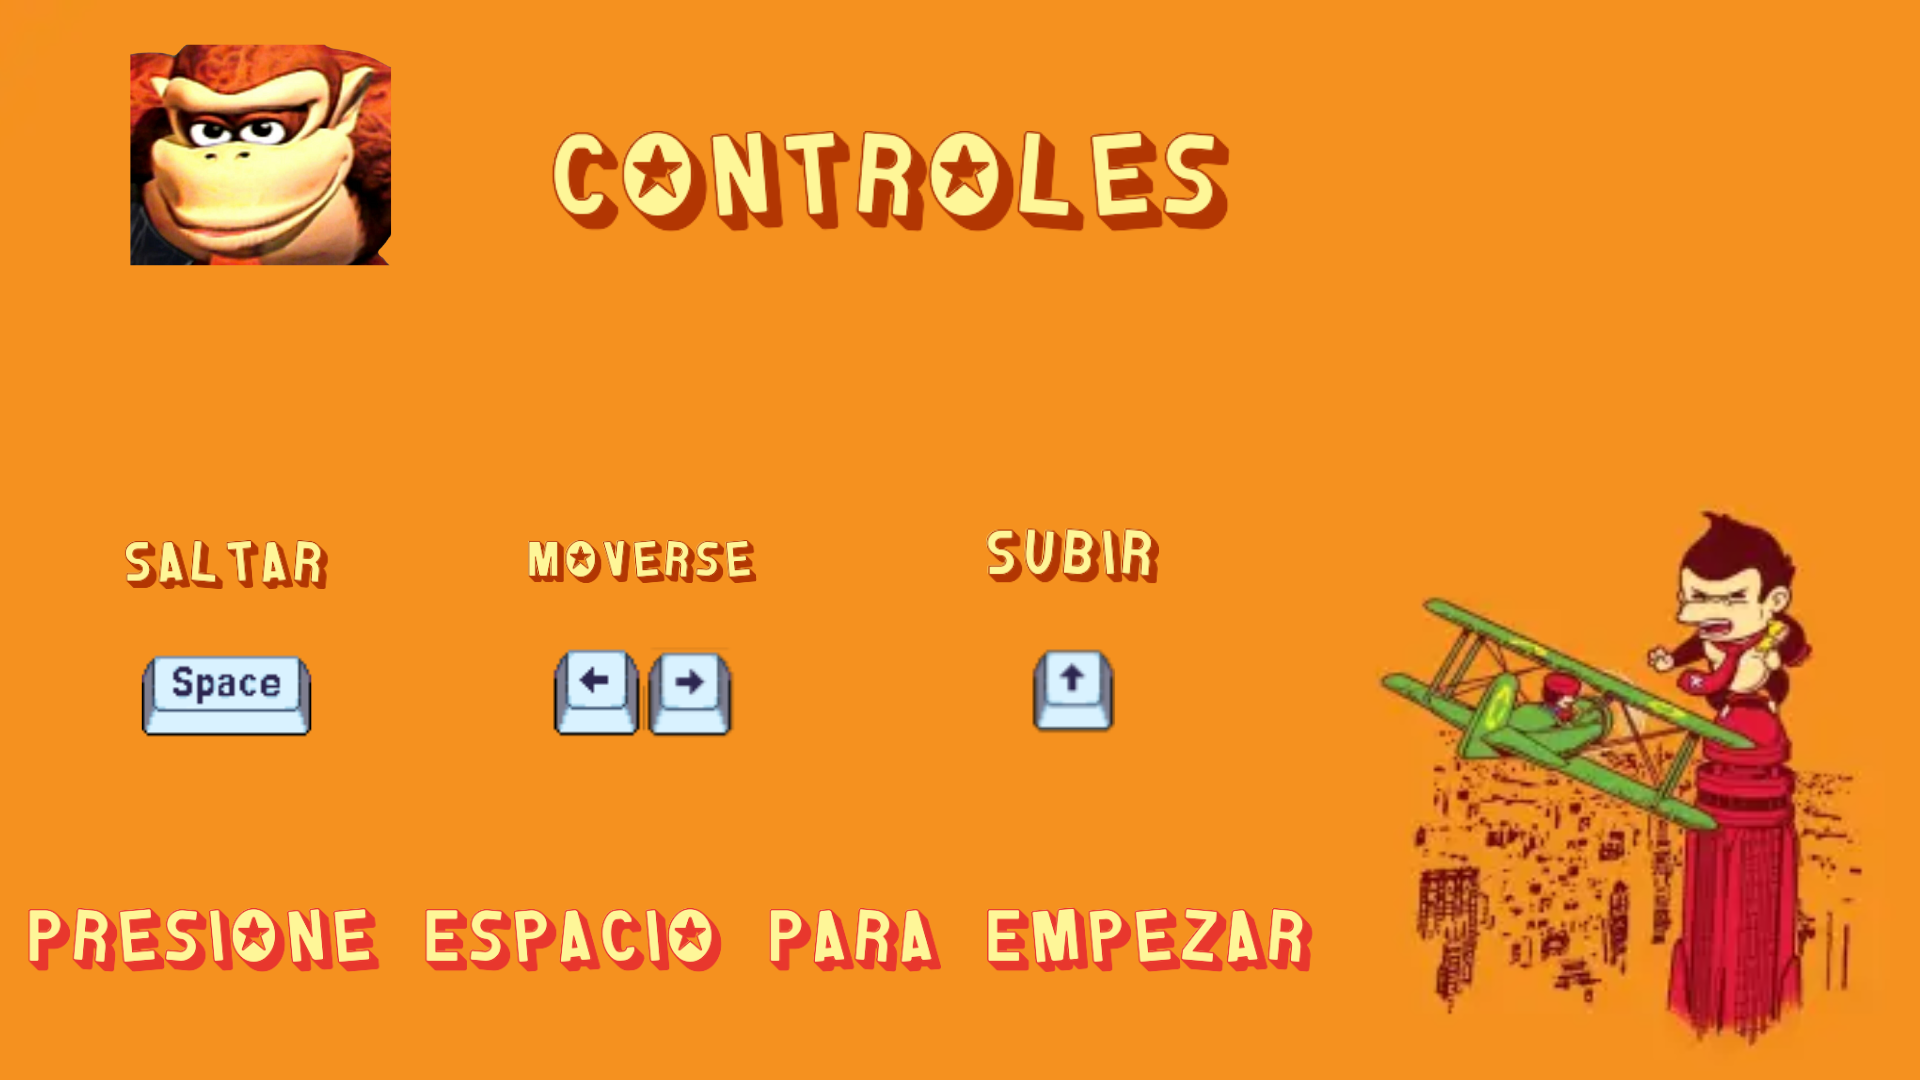 CONTROLES
SALTAR MOVERSE SUBIR
Space ← → ↑
PRESIONE ESPACIO PARA EMPEZAR